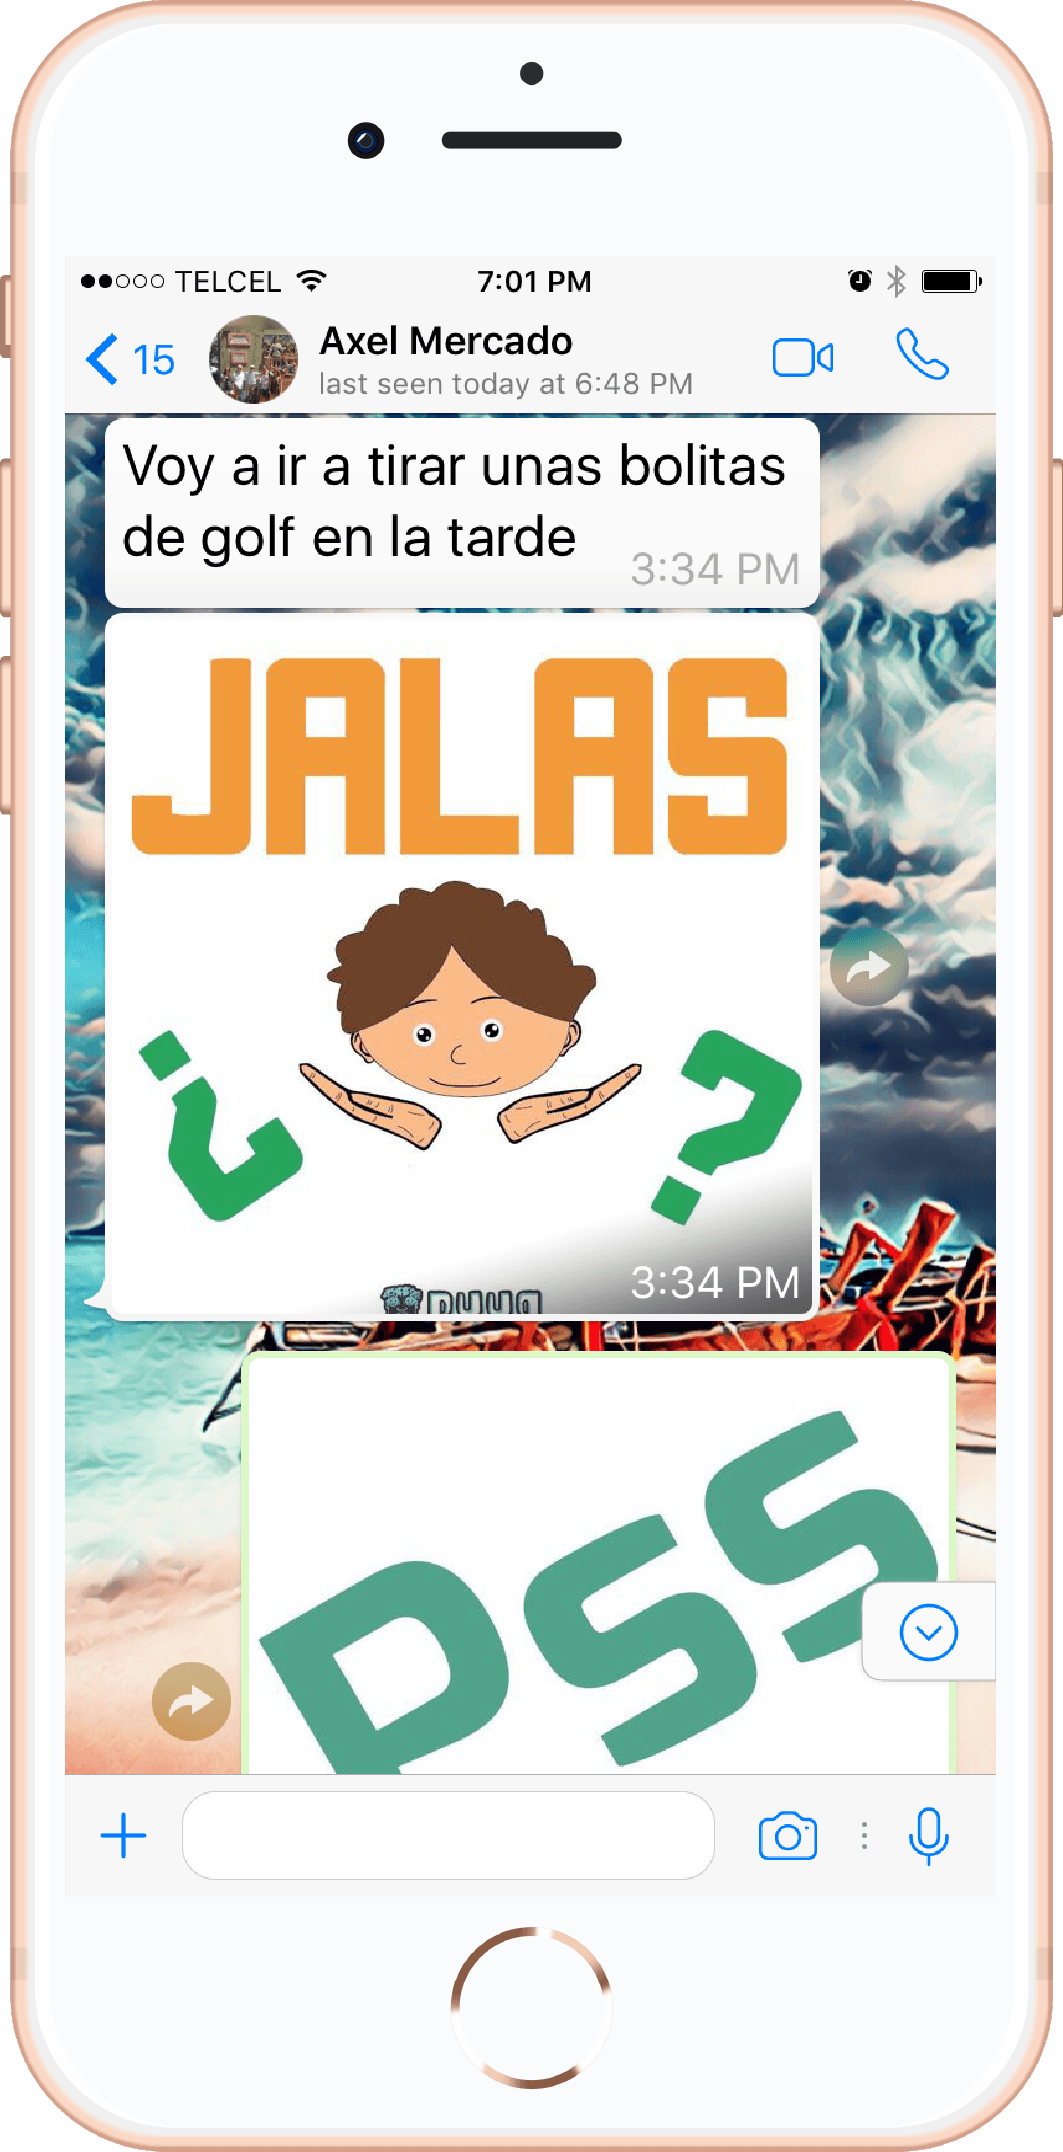 TELCEL
7:01 PM
15
Axel Mercado
last seen today at 6:48 PM
Voy a ir a tirar unas bolitas
de golf en la tarde
3:34 PM
JALAS
¿ ?
3:34 PM
PSS